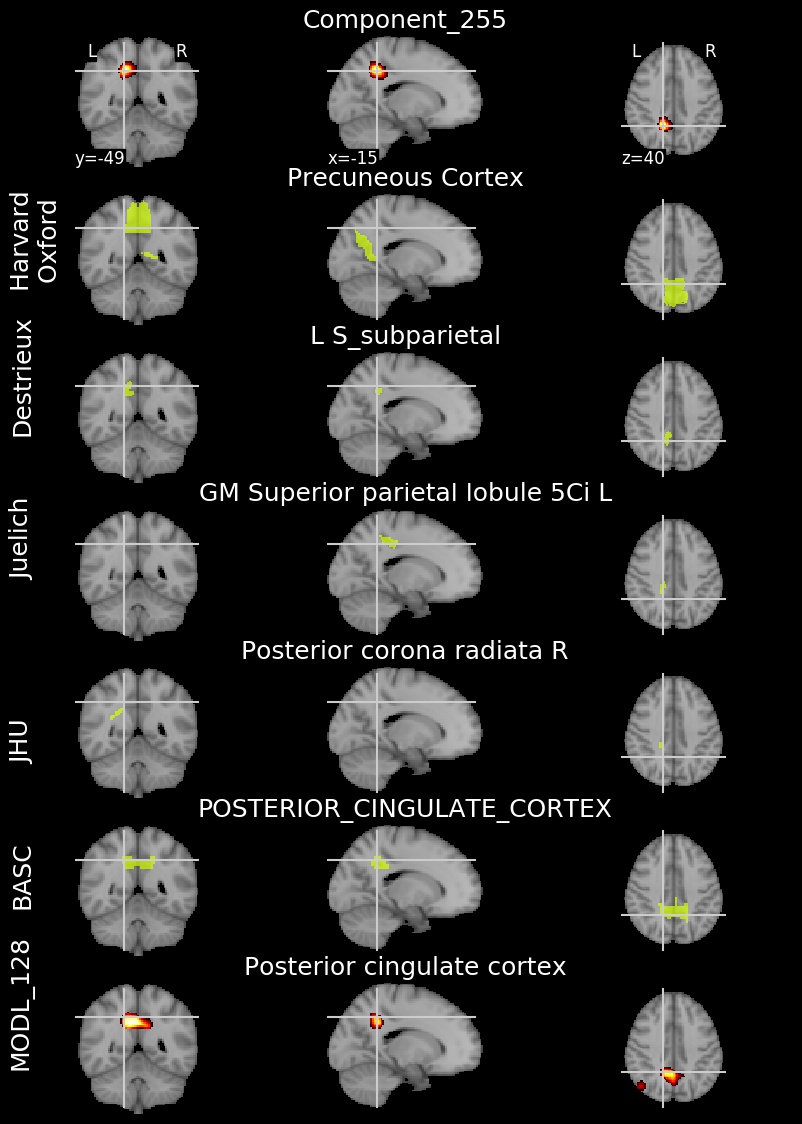 Component_255
L R
L R
y=-49
x=-15
z=40
Precuneous Cortex
Harvard
Oxford
L S_subparietal
Destrieux
GM Superior parietal lobule 5Ci L
Juelich
Posterior corona radiata R
JHU
POSTERIOR_CINGULATE_CORTEX
BASC
Posterior cingulate cortex
MODL_128